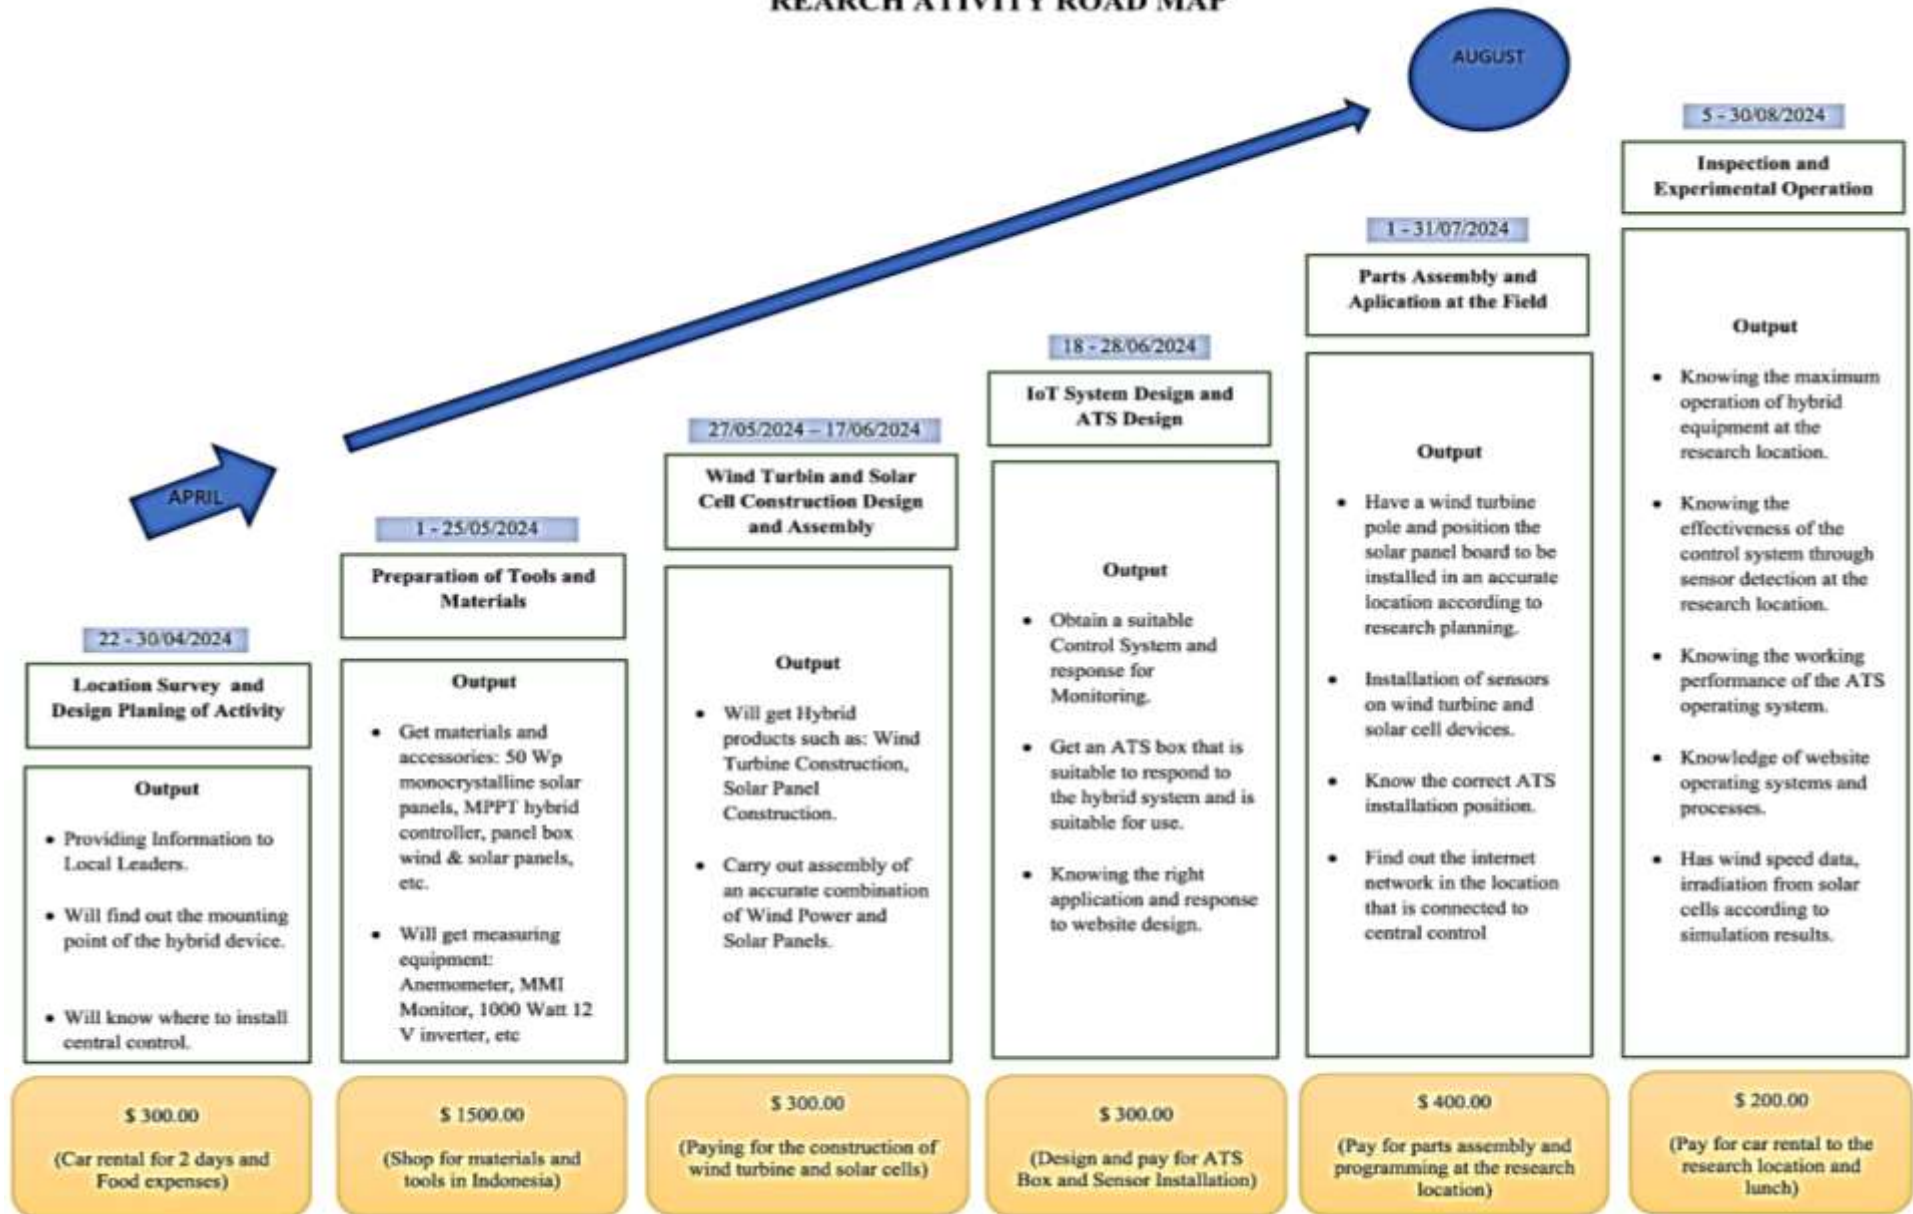 REARCH ATIVITY ROAD MAP
AUGUST
APRIL
22 - 30/04/2024
Location Survey and
Design Planing of Activity
Output
• Providing Information to
Local Leaders.
• Will find out the mounting
point of the hybrid device.
• Will know where to install
central control.
$ 300.00
(Car rental for 2 days and
Food expenses)
1 - 25/05/2024
Preparation of Tools and
Materials
Output
• Get materials and
accessories: 50 Wp
monocrystalline solar
panels, MPPT hybrid
controller, panel box
wind & solar panels,
etc.
• Will get measuring
equipment:
Anemometer, MMI
Monitor, 1000 Watt 12
V inverter, etc
$ 1500.00
(Shop for materials and
tools in Indonesia)
27/05/2024 – 17/06/2024
Wind Turbin and Solar
Cell Construction Design
and Assembly
Output
• Will get Hybrid
products such as: Wind
Turbine Construction,
Solar Panel
Construction.
• Carry out assembly of
an accurate combination
of Wind Power and
Solar Panels.
$ 300.00
(Paying for the construction of
wind turbine and solar cells)
18 - 28/06/2024
IoT System Design and
ATS Design
Output
• Obtain a suitable
Control System and
response for
Monitoring.
• Get an ATS box that is
suitable to respond to
the hybrid system and is
suitable for use.
• Knowing the right
application and response
to website design.
$ 300.00
(Design and pay for ATS
Box and Sensor Installation)
1 - 31/07/2024
Parts Assembly and
Aplication at the Field
Output
• Have a wind turbine
pole and position the
solar panel board to be
installed in an accurate
location according to
research planning.
• Installation of sensors
on wind turbine and
solar cell devices.
• Know the correct ATS
installation position.
• Find out the internet
network in the location
that is connected to
central control
$ 400.00
(Pay for parts assembly and
programming at the research
location)
5 - 30/08/2024
Inspection and
Experimental Operation
Output
• Knowing the maximum
operation of hybrid
equipment at the
research location.
• Knowing the
effectiveness of the
control system through
sensor detection at the
research location.
• Knowing the working
performance of the ATS
operating system.
• Knowledge of website
operating systems and
processes.
• Has wind speed data,
irradiation from solar
cells according to
simulation results.
$ 200.00
(Pay for car rental to the
research location and
lunch)